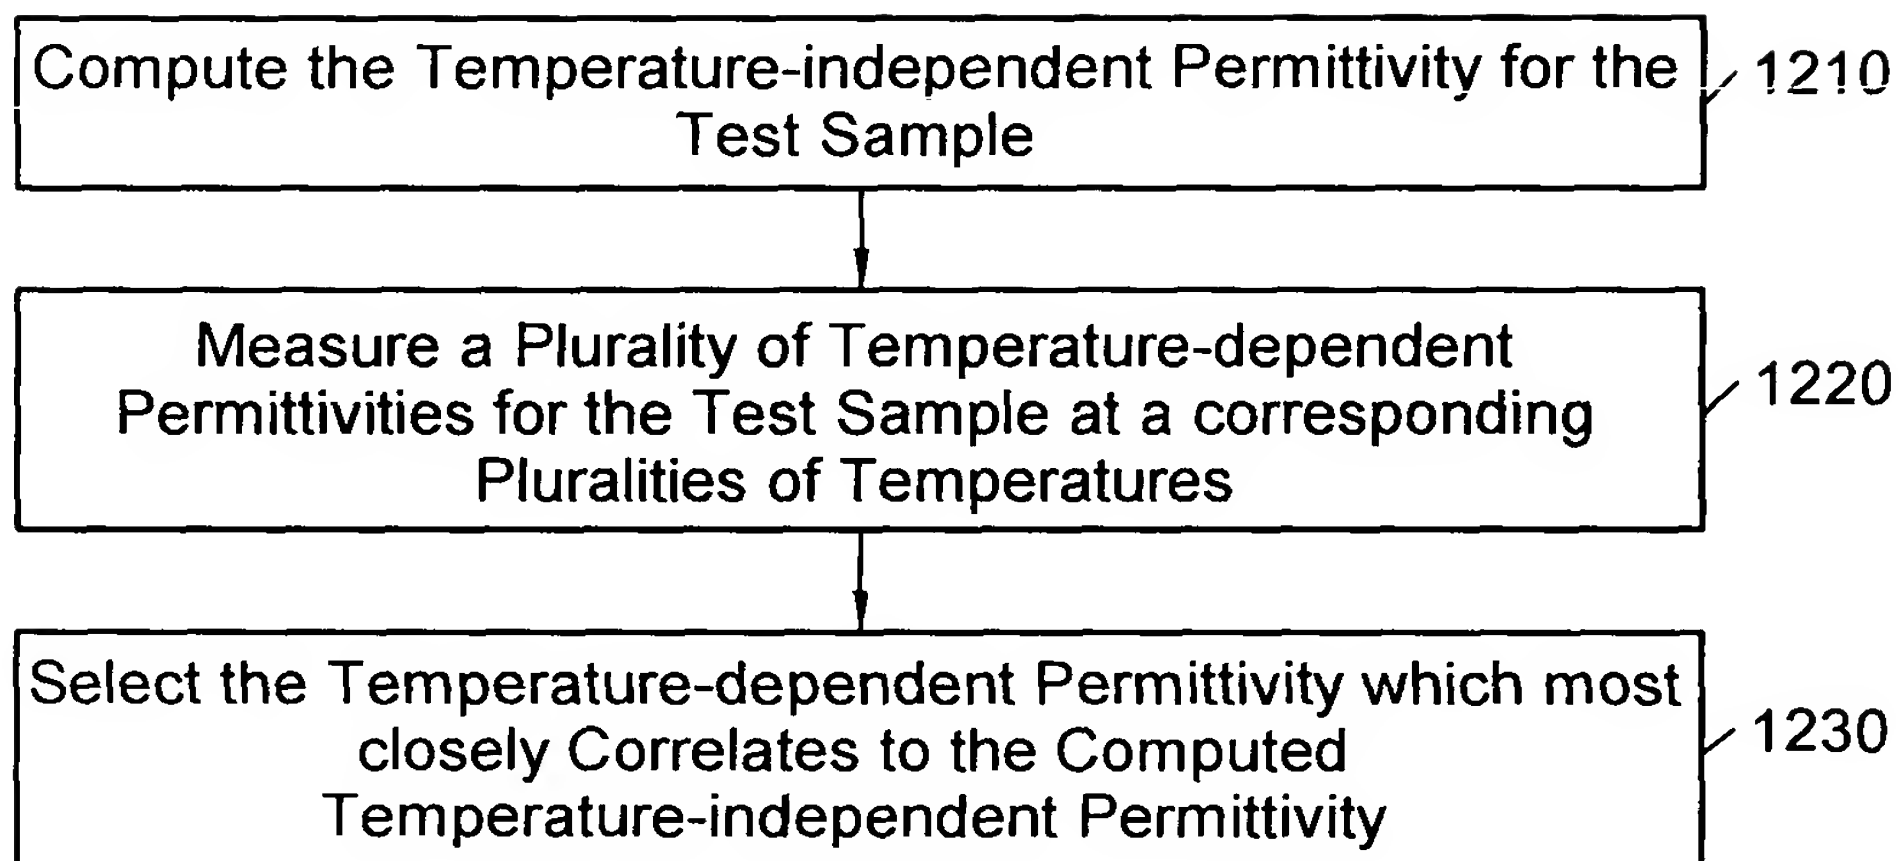 Compute the Temperature-independent Permittivity for the
Test Sample
1210
Measure a Plurality of Temperature-dependent
Permittivities for the Test Sample at a corresponding
Pluralities of Temperatures
1220
Select the Temperature-dependent Permittivity which most
closely Correlates to the Computed
Temperature-independent Permittivity
1230